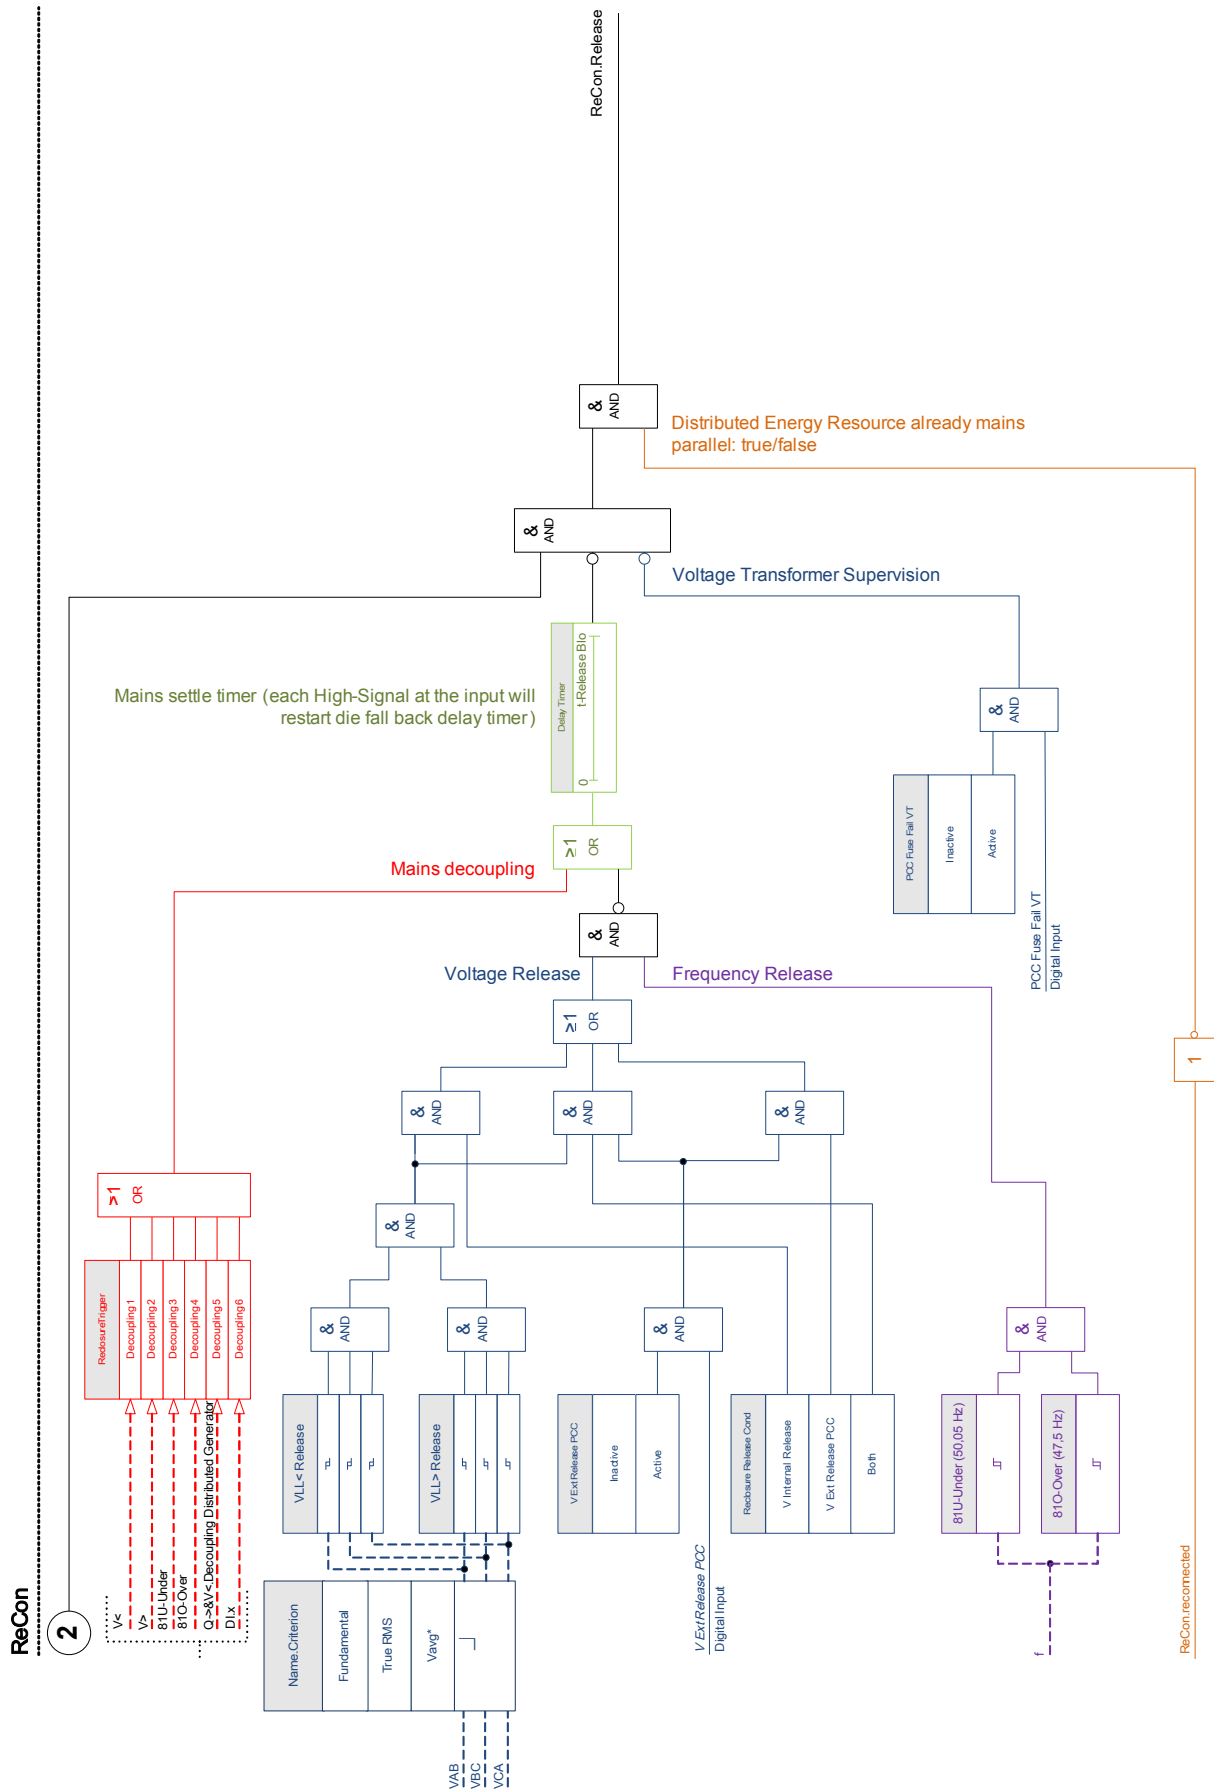 ReCon
2
V<
V>
81U-Under
81O-Over
Q->&V<.Decoupling Distributed Generator
DI.x
ReclosureTrigger
Decoupling1
Decoupling2
Decoupling3
Decoupling4
Decoupling5
Decoupling6
≥1
OR
Mains decoupling
Mains settle timer (each High-Signal at the input will
restart die fall back delay timer)
Name.Criterion
Fundamental
True RMS
Vavg*
VAB
VBC
VCA
VLL< Release
VLL> Release
&
AND
&
AND
&
AND
V Ext Release PCC
Inactive
Active
V Ext Release PCC
Digital Input
&
AND
Reclosure Release Cond
V Internal Release
V Ext Release PCC
Both
&
AND
&
AND
&
AND
≥1
OR
Voltage Release
Frequency Release
&
AND
≥1
OR
Delay Timer
0
t-Release Blo
&
AND
Voltage Transformer Supervision
PCC Fuse Fail VT
Inactive
Active
PCC Fuse Fail VT
Digital Input
&
AND
f
81U-Under (50,05 Hz)
81O-Over (47,5 Hz)
&
AND
ReCon.reconnected
1
Distributed Energy Resource already mains
parallel: true/false
&
AND
ReCon.Release